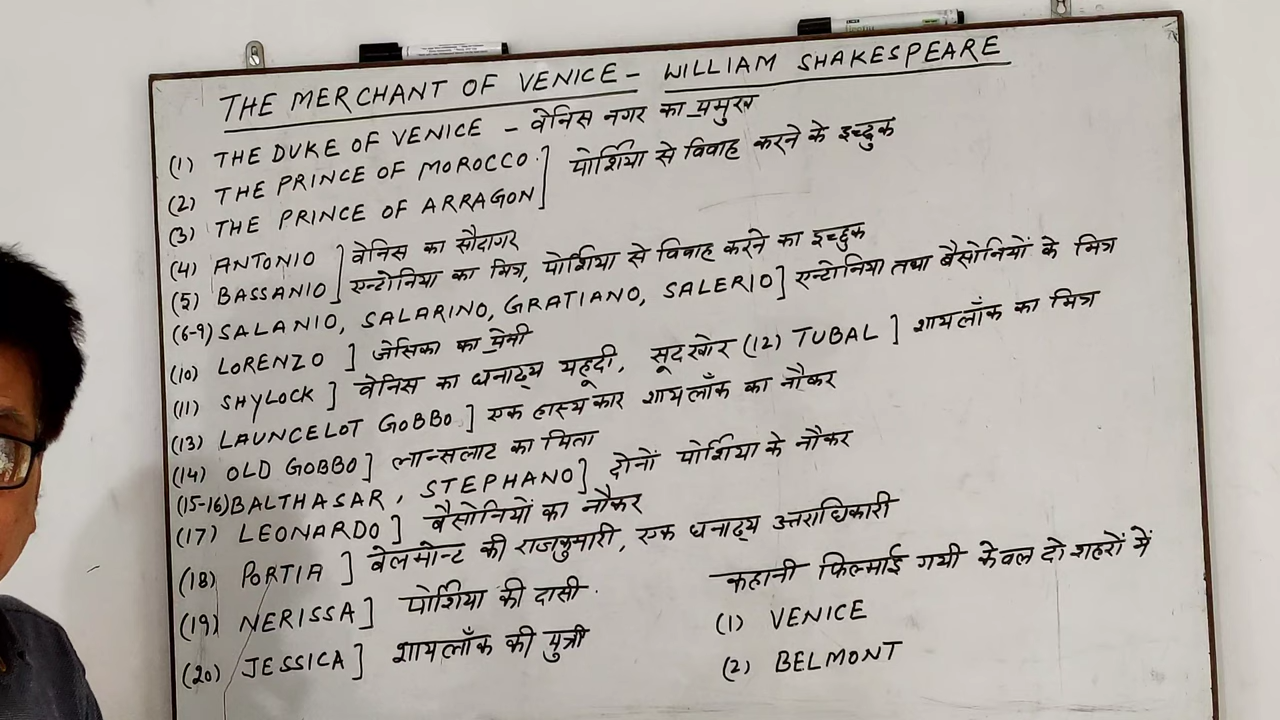 THE MERCHANT OF VENICE – WILLIAM SHAKESPEARE
(1) THE DUKE OF VENICE – वेनिस नगर का प्रमुख
(2) THE PRINCE OF MOROCCO ] पोर्शिया से विवाह करने के इच्छुक
(3) THE PRINCE OF ARRAGON
(4) ANTONIO ] वेनिस का सौदागर
(5) BASSANIO ] एन्टोनिया का मित्र, पोर्शिया से विवाह करने का इच्छुक
(6-9) SALANIO, SALARINO, GRATIANO, SALERIO ] एन्टोनिया तथा बैसोनियों के मित्र
(10) LORENZO ] जेसिका का प्रेमी
(11) SHYLOCK ] वेनिस का धनाढ्य यहूदी, सूदखोर (12) TUBAL ] शायलॉंक का मित्र
(13) LAUNCELOT GOBBO ] एक हास्यकार शायलॉंक का नौकर
(14) OLD GOBBO ] लान्सलाट का पिता
(15-16) BALTHASAR, STEPHANO ] दोनों पोर्शिया के नौकर
(17) LEONARDO ] बैसोनियों का नौकर
(18) PORTIA ] वेलमोन्ट की राजकुमारी, एक धनाढ्य उत्तराधिकारी
(19) NERISSA ] पोर्शिया की दासी
(20) JESSICA ] शायलॉंक की पुत्री
कहानी फिल्माई गयी केवल दो शहरों में
(1) VENICE
(2) BELMONT